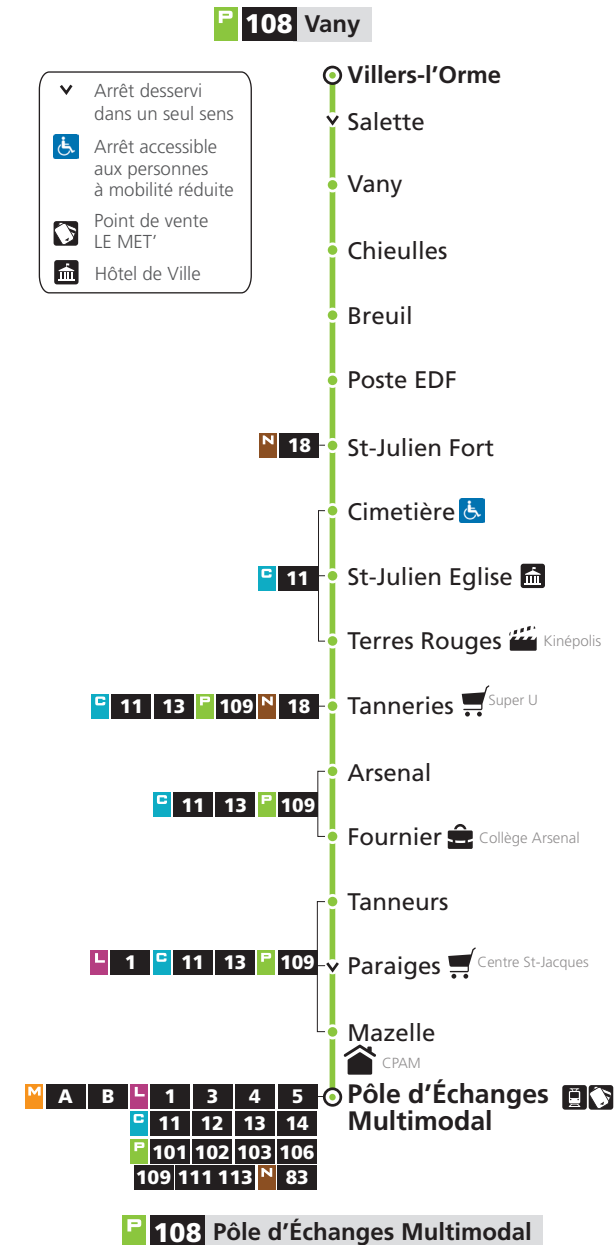 P 108 Vany
Arrêt desservi
dans un seul sens
Arrêt accessible
aux personnes
à mobilité réduite
Point de vente
LE MET'
Hôtel de Ville
Villers-l'Orme
Salette
Vany
Chieulles
Breuil
Poste EDF
N 18 St-Julien Fort
Cimetière
C 11 St-Julien Eglise
Terres Rouges Kinépolis
C 11 13 P 109 N 18 Tanneries Super U
Arsenal
C 11 13 P 109
Fournier Collège Arsenal
Tanneurs
L 1 C 11 13 P 109 Paraiges Centre St-Jacques
Mazelle
CPAM
M A B L 1 3 4 5 Pôle d'Échanges
C 11 12 13 14 Multimodal
P 101 102 103 106
109 111 113 N 83
P 108 Pôle d'Échanges Multimodal